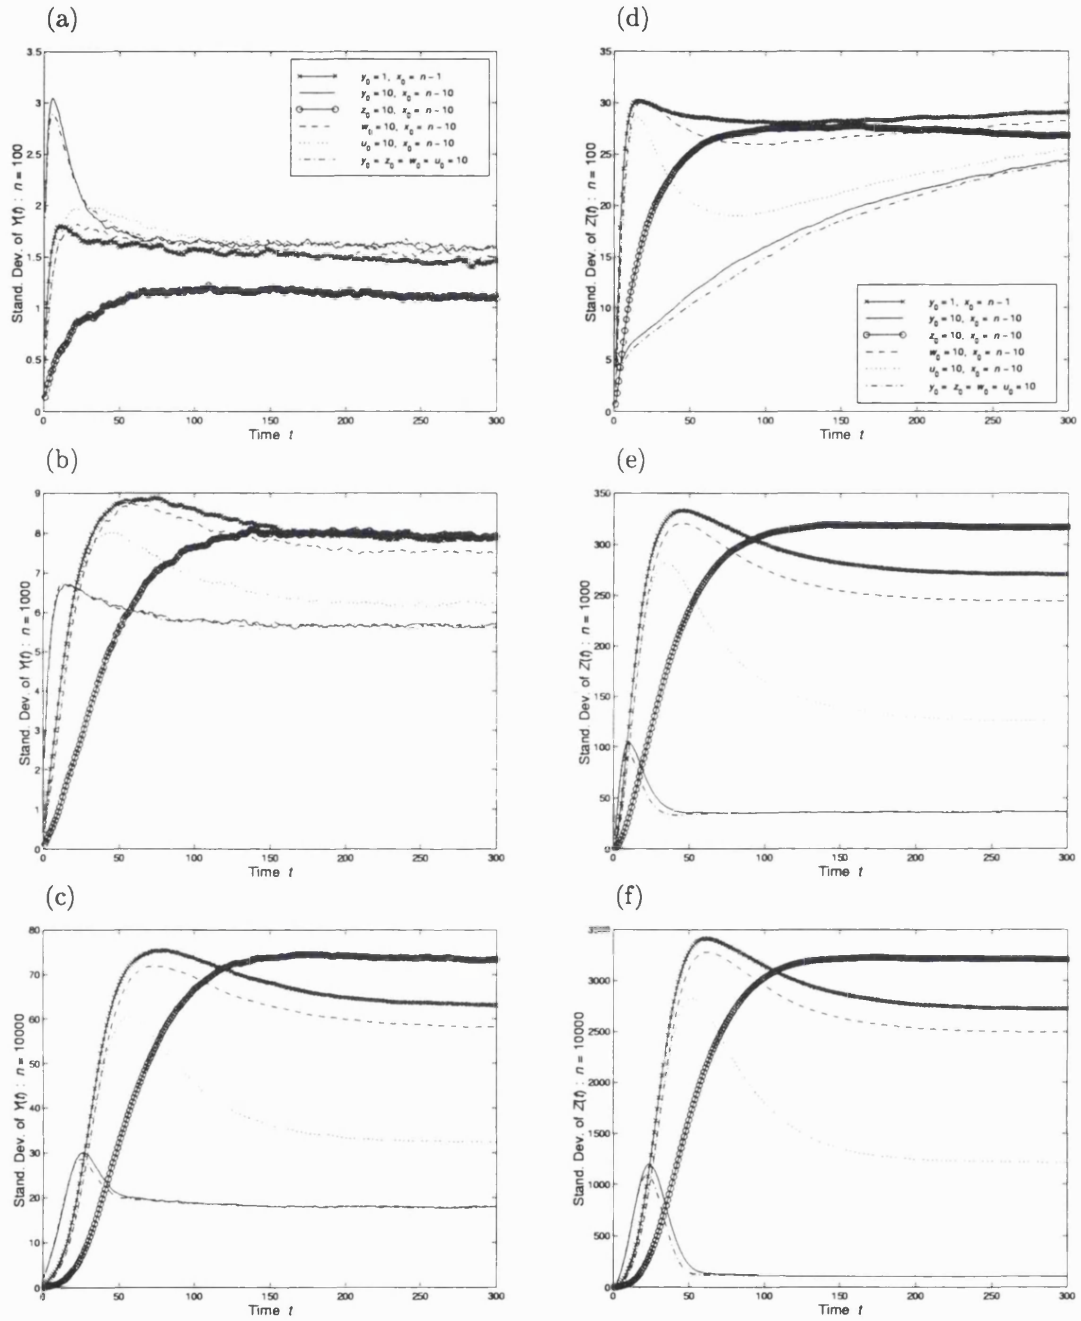 (a)
Stand. Dev. of Y(t) : n = 100
3.5
3
2.5
2
1.5
1
0.5
0
0 50 100 150 200 250 300
Time t
y₀ = 1, x₀ = n − 1
y₀ = 10, x₀ = n − 10
z₀ = 10, x₀ = n − 10
w₀ = 10, x₀ = n − 10
u₀ = 10, x₀ = n − 10
y₀ = z₀ = w₀ = u₀ = 10
(d)
Stand. Dev. of Z(t) : n = 100
35
30
25
20
15
10
5
0
0 50 100 150 200 250 300
Time t
y₀ = 1, x₀ = n − 1
y₀ = 10, x₀ = n − 10
z₀ = 10, x₀ = n − 10
w₀ = 10, x₀ = n − 10
u₀ = 10, x₀ = n − 10
y₀ = z₀ = w₀ = u₀ = 10
(b)
Stand. Dev. of Y(t) : n = 1000
9
8
7
6
5
4
3
2
1
0
0 50 100 150 200 250 300
Time t
(e)
Stand. Dev. of Z(t) : n = 1000
350
300
250
200
150
100
50
0
0 50 100 150 200 250 300
Time t
(c)
Stand. Dev. of Y(t) : n = 10000
80
70
60
50
40
30
20
10
0
0 50 100 150 200 250 300
Time t
(f)
Stand. Dev. of Z(t) : n = 10000
3000
2500
2000
1500
1000
500
0
0 50 100 150 200 250 300
Time t